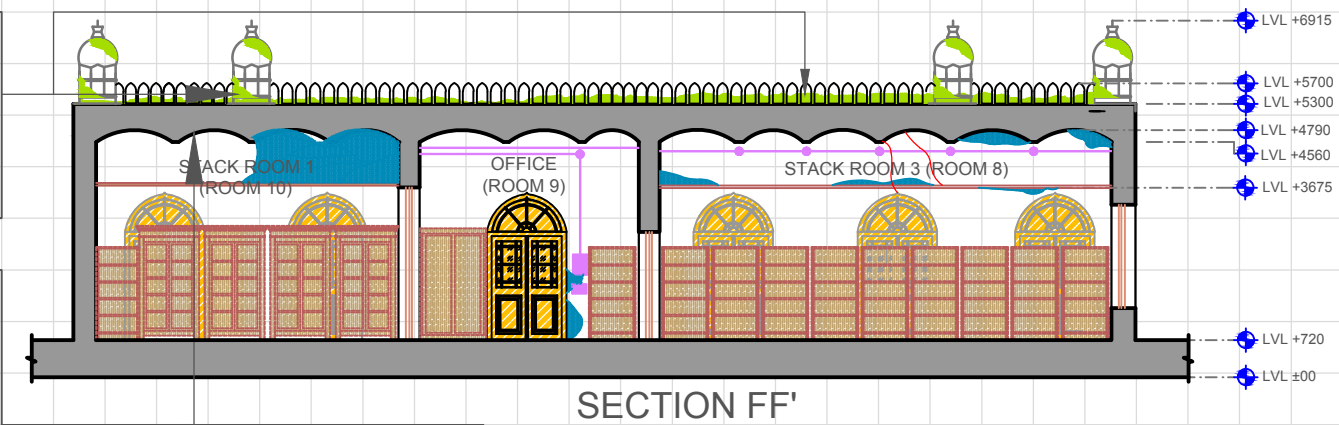 LVL +6915
LVL +5700
LVL +5300
LVL +4790
LVL +4560
LVL +3675
STACK ROOM 1
(ROOM 10)
OFFICE
(ROOM 9)
STACK ROOM 3 (ROOM 8)
LVL +720
LVL ±00
SECTION FF'